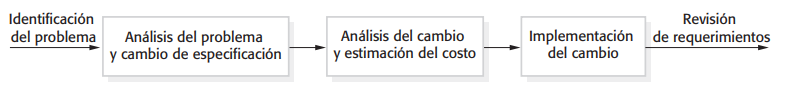 Identificación
del problema
Análisis del problema
y cambio de especificación
Análisis del cambio
y estimación del costo
Implementación
del cambio
Revisión
de requerimientos